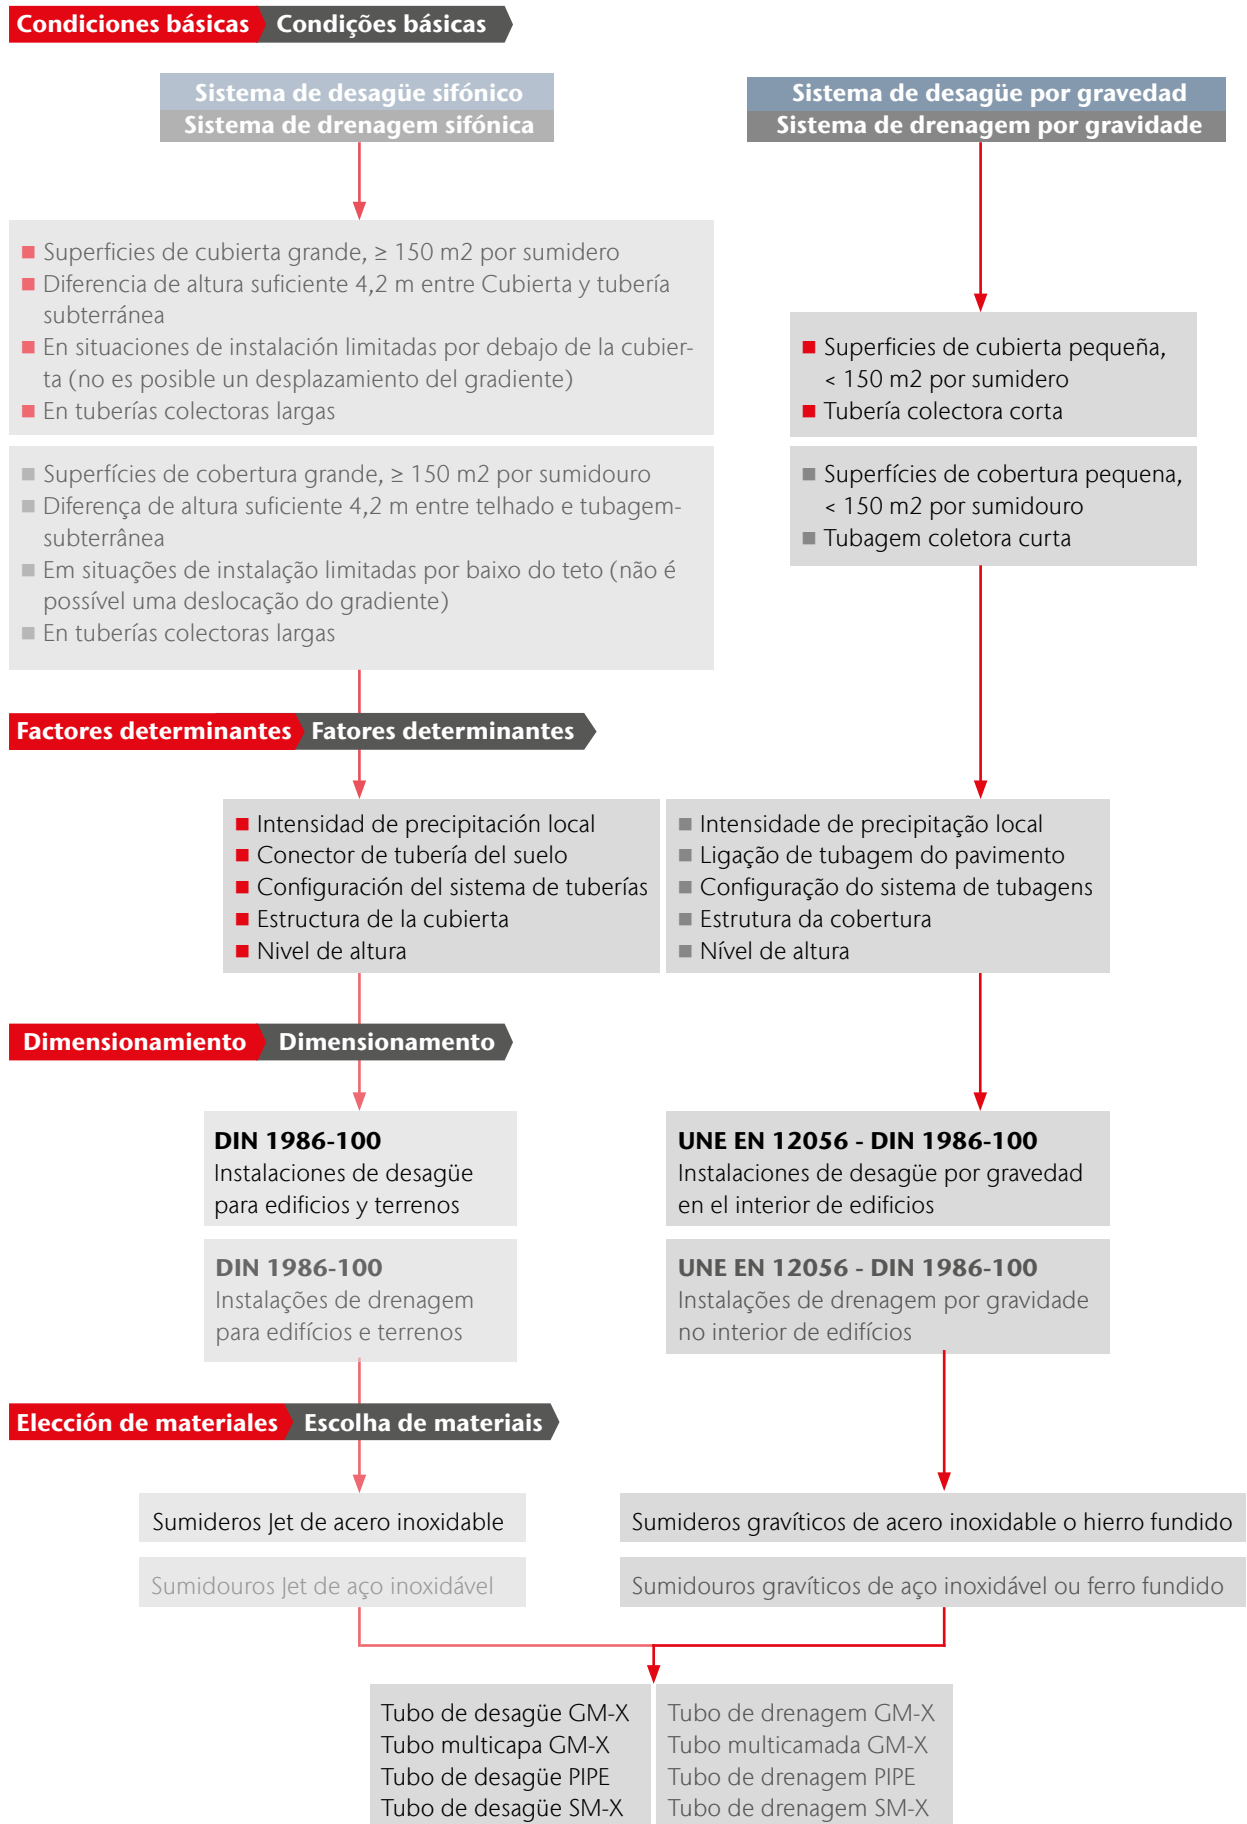 Condiciones básicas Condições básicas
Sistema de desagüe sifónico
Sistema de drenagem sifónica
Sistema de desagüe por gravedad
Sistema de drenagem por gravidade
■ Superficies de cubierta grande, ≥ 150 m2 por sumidero
■ Diferencia de altura suficiente 4,2 m entre Cubierta y tubería
subterránea
■ En situaciones de instalación limitadas por debajo de la cubier-
ta (no es posible un desplazamiento del gradiente)
■ En tuberías colectoras largas
■ Superficies de cubierta pequeña,
< 150 m2 por sumidero
■ Tubería colectora corta
■ Superfícies de cobertura grande, ≥ 150 m2 por sumidouro
■ Diferença de altura suficiente 4,2 m entre telhado e tubagem-
subterrânea
■ Em situações de instalação limitadas por baixo do teto (não é
possível uma deslocação do gradiente)
■ En tuberías colectoras largas
■ Superfícies de cobertura pequena,
< 150 m2 por sumidouro
■ Tubagem coletora curta
Factores determinantes Fatores determinantes
■ Intensidad de precipitación local
■ Conector de tubería del suelo
■ Configuración del sistema de tuberías
■ Estructura de la cubierta
■ Nivel de altura
■ Intensidade de precipitação local
■ Ligação de tubagem do pavimento
■ Configuração do sistema de tubagens
■ Estrutura da cobertura
■ Nível de altura
Dimensionamiento Dimensionamento
DIN 1986-100
Instalaciones de desagüe
para edificios y terrenos
UNE EN 12056 - DIN 1986-100
Instalaciones de desagüe por gravedad
en el interior de edificios
DIN 1986-100
Instalações de drenagem
para edifícios e terrenos
UNE EN 12056 - DIN 1986-100
Instalações de drenagem por gravidade
no interior de edifícios
Elección de materiales Escolha de materiais
Sumideros Jet de acero inoxidable
Sumideros gravíticos de acero inoxidable o hierro fundido
Sumidouros Jet de aço inoxidável
Sumidouros gravíticos de aço inoxidável ou ferro fundido
Tubo de desagüe GM-X
Tubo multicapa GM-X
Tubo de desagüe PIPE
Tubo de desagüe SM-X
Tubo de drenagem GM-X
Tubo multicamada GM-X
Tubo de drenagem PIPE
Tubo de drenagem SM-X